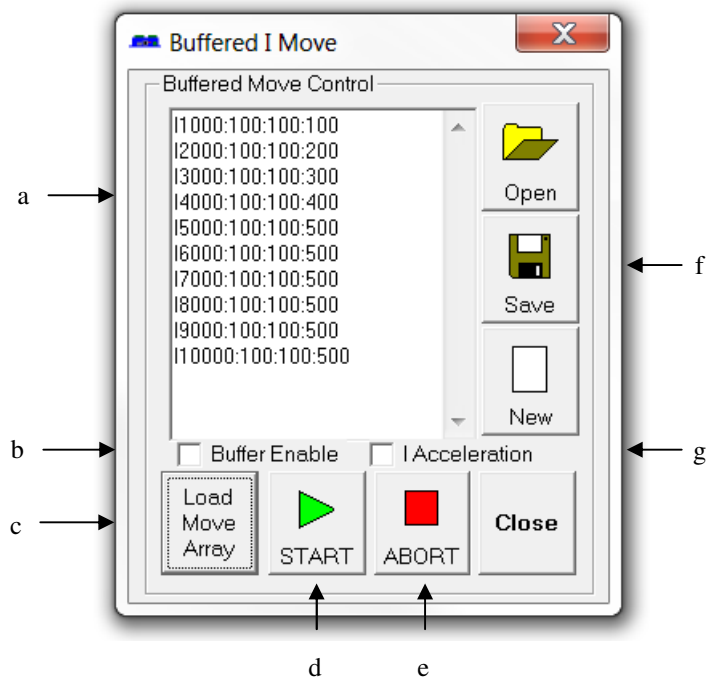 Buffered I Move
X
Buffered Move Control
I1000:100:100:100
I2000:100:100:200
I3000:100:100:300
I4000:100:100:400
I5000:100:100:500
I6000:100:100:500
I7000:100:100:500
I8000:100:100:500
I9000:100:100:500
I10000:100:100:500
Open
Save
New
Buffer Enable
I Acceleration
Load
Move
Array
START
ABORT
Close
a
b
c
d
e
f
g